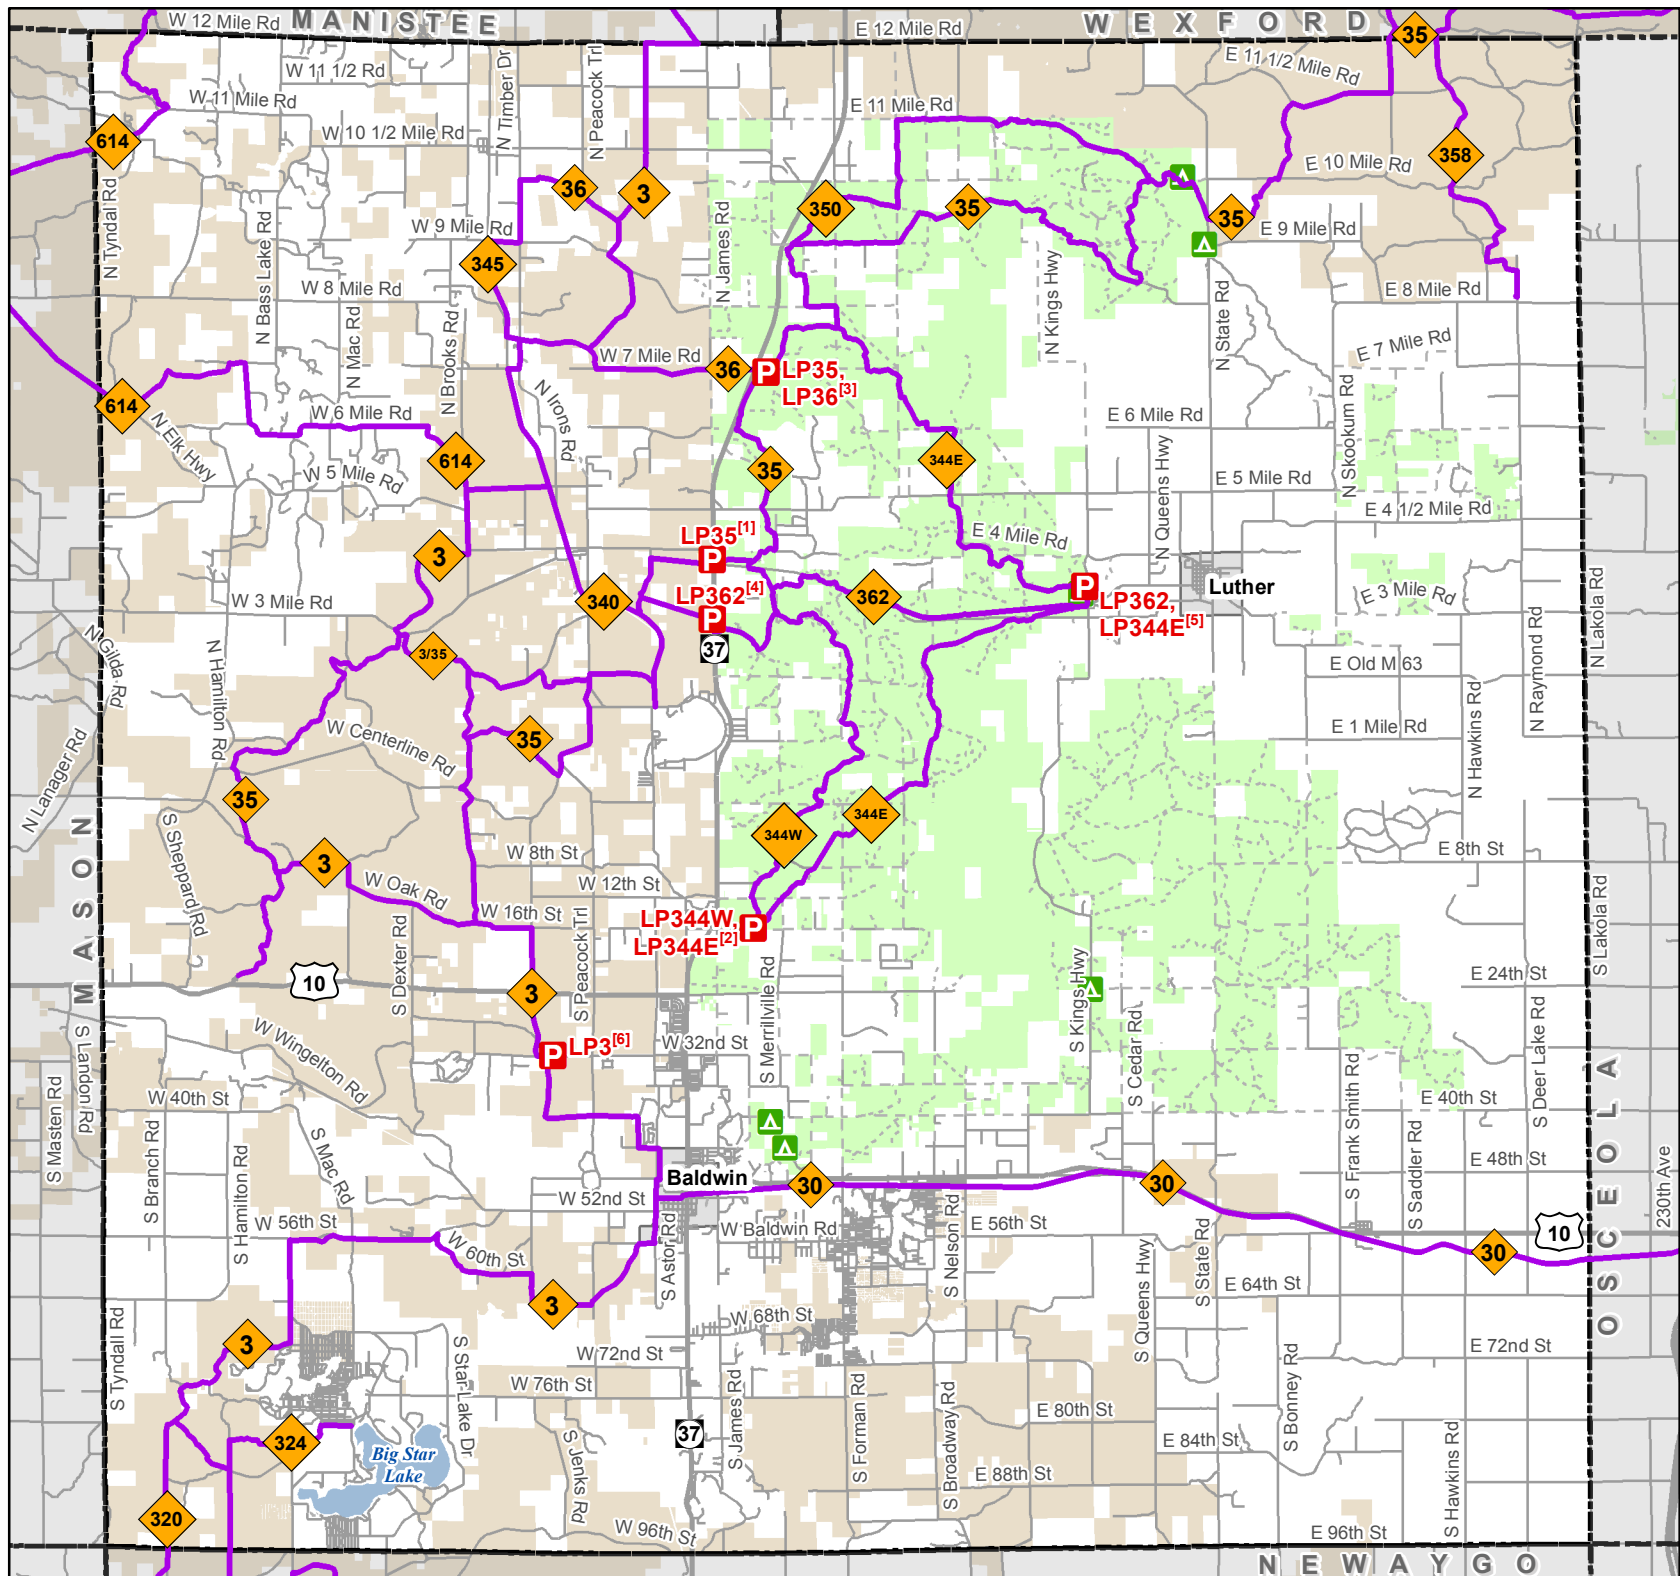 W 12 Mile Rd
MANISTEE
E 12 Mile Rd
WEXFORD
35
W 11 1/2 Rd
N Timber Dr
N Peacock Trl
E 11 1/2 Mile Rd
W 11 Mile Rd
E 11 Mile Rd
W 10 1/2 Mile Rd
614
358
E 10 Mile Rd
36
3
350
35
35
N Tyndal Rd
N Bass Lake Rd
W 9 Mile Rd
N James Rd
E 9 Mile Rd
345
W 8 Mile Rd
N Kings Hwy
N State Rd
E 8 Mile Rd
N Mac Rd
N Brooks Rd
W 7 Mile Rd
36
P
LP35,
LP36[3]
E 7 Mile Rd
614
N Elk Hwy
W 6 Mile Rd
N Irons Rd
E 6 Mile Rd
N Skookum Rd
W 5 Mile Rd
614
35
344E
N Queens Hwy
E 5 Mile Rd
E 4 1/2 Mile Rd
LP35[1]
P
E 4 Mile Rd
3
LP362[4]
P
340
362
P
LP362,
LP344E[5]
Luther
E 3 Mile Rd
W 3 Mile Rd
N Lakola Rd
N Gilda Rd
N Hamilton Rd
3/35
37
E Old M 63
N Raymond Rd
N Hawkins Rd
W Centerline Rd
35
E 1 Mile Rd
N Lanager Rd
35
S Sheppard Rd
344W
344E
MASON
3
W 8th St
E 8th St
W Oak Rd
W 12th St
W 16th St
LP344W,
LP344E[2]
P
S Dexter Rd
S Peacock Trl
S Merrillville Rd
S Kings Hwy
S Lakola Rd
10
3
E 24th St
S Landon Rd
W Wingelton Rd
P
LP3[6]
W 32nd St
S Cedar Rd
S Deer Lake Rd
S Masten Rd
W 40th St
S Frank Smith Rd
E 40th St
OSCEOLA
S Branch Rd
S Hamilton Rd
S Mac Rd
S Saddler Rd
E 48th St
Baldwin
30
30
W 52nd St
230th Ave
W 56th St
W Baldwin Rd
S Nelson Rd
E 56th St
10
30
W 60th St
S Astor Rd
S Queens Hwy
S State Rd
E 64th St
3
S Tyndall Rd
3
S Star Lake Dr
W 68th St
W 72nd St
E 72nd St
W 76th St
S James Rd
S Forman Rd
S Broadway Rd
S Bonney Rd
E 80th St
324
Big Star
Lake
37
S Jenks Rd
E 84th St
S Hawkins Rd
E 88th St
320
W 96th St
E 96th St
NEWAYGO